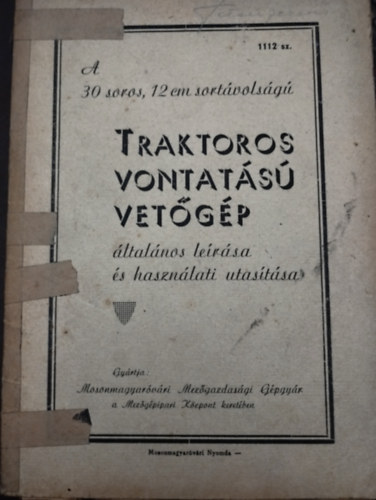 1112 sz.
A
30 soros, 12 cm sortávolságú
TRAKTOROS
VONTATÁSÚ
VETŐGÉP
általános leírása
és használati utasítása
Gyártja:
Mosonmagyaróvári Mezőgazdasági Gépgyár
a Mezőgépipari Központ keretében
Mosonmagyaróvári Nyomda —